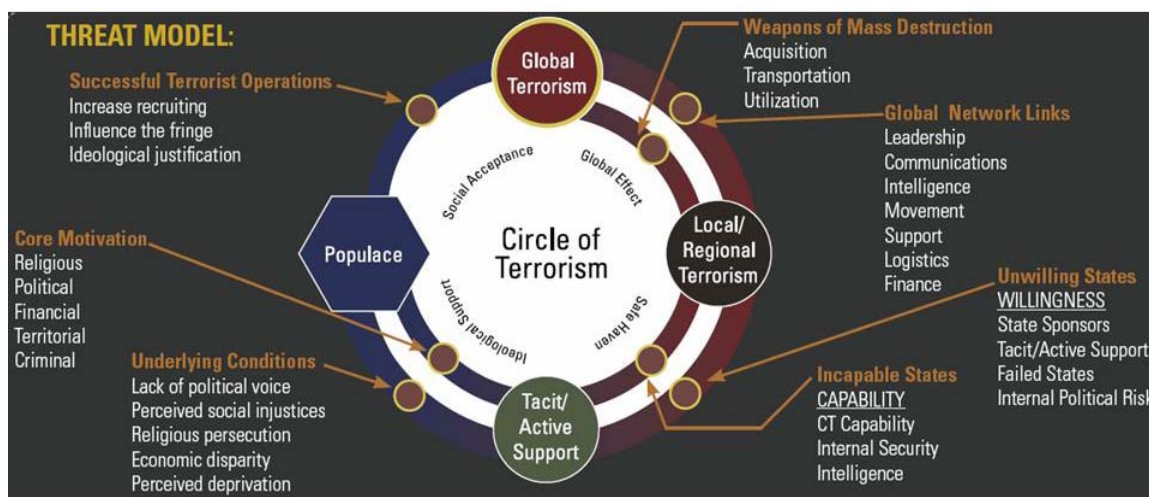 THREAT MODEL:
Successful Terrorist Operations
Increase recruiting
Influence the fringe
Ideological justification
Global
Terrorism
Weapons of Mass Destruction
Acquisition
Transportation
Utilization
Global Network Links
Leadership
Communications
Intelligence
Movement
Support
Logistics
Finance
Social Acceptance
Global Effect
Core Motivation
Religious
Political
Financial
Territorial
Criminal
Populace
Circle of
Terrorism
Local/
Regional
Terrorism
Ideological Support
Safe Haven
Underlying Conditions
Lack of political voice
Perceived social injustices
Religious persecution
Economic disparity
Perceived deprivation
Tacit/
Active
Support
Incapable States
CAPABILITY
CT Capability
Internal Security
Intelligence
Unwilling States
WILLINGNESS
State Sponsors
Tacit/Active Support
Failed States
Internal Political Risk